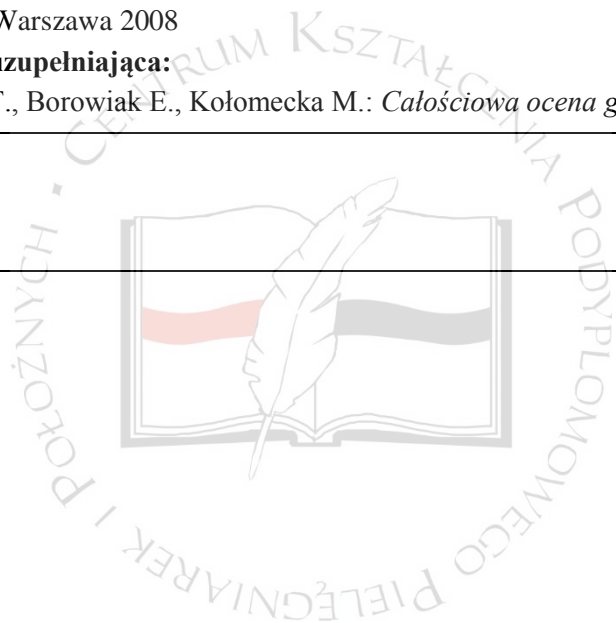 Warszawa 2008
uzupełniająca:
T., Borowiak E., Kołomecka M.: Całościowa ocena g
CENTRUM KSZTAŁCENIA PODYPLOMOWEGO PIELĘGNIAREK I POŁOŻNYCH •